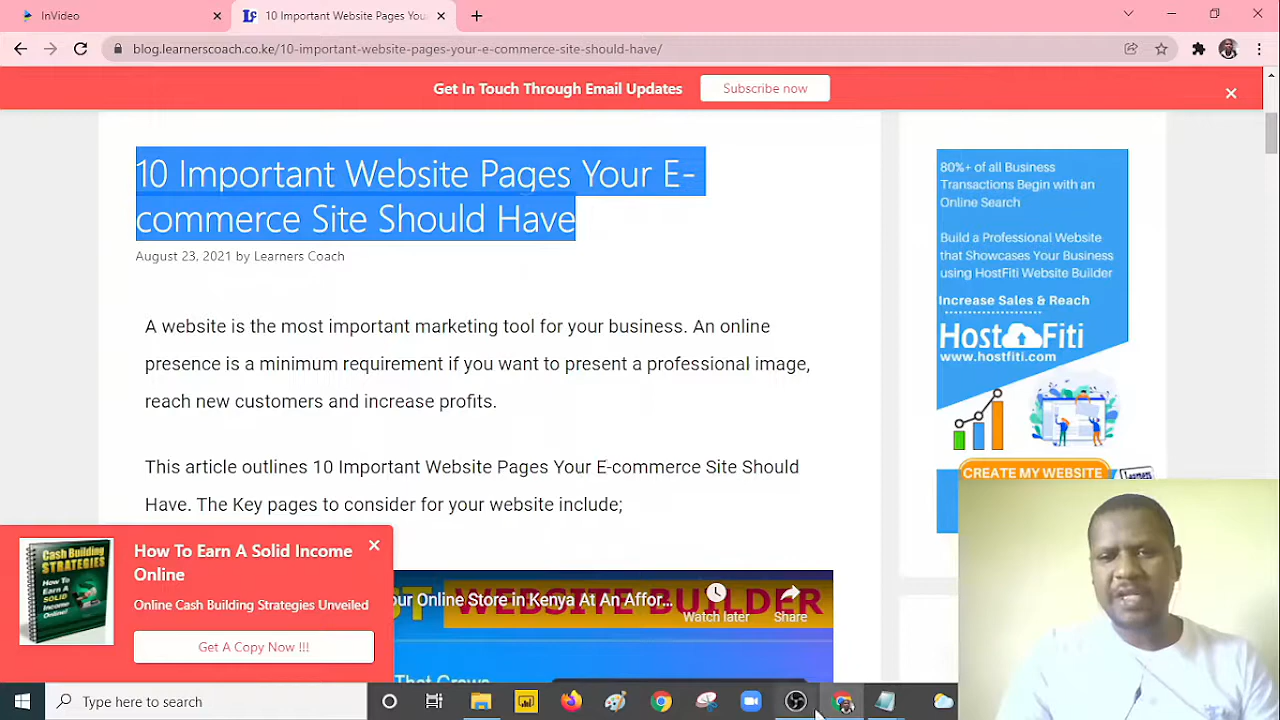 InVideo
10 Important Website Pages You
blog.learnerscoach.co.ke/10-important-website-pages-your-e-commerce-site-should-have/
Get In Touch Through Email Updates
Subscribe now
10 Important Website Pages Your E-
commerce Site Should Have
August 23, 2021 by Learners Coach
A website is the most important marketing tool for your business. An online
presence is a minimum requirement if you want to present a professional image,
reach new customers and increase profits.
This article outlines 10 Important Website Pages Your E-commerce Site Should
Have. The Key pages to consider for your website include;
80%+ of all Business
Transactions Begin with an
Online Search
Build a Professional Website
that Showcases Your Business
using HostFiti Website Builder
Increase Sales & Reach
HostFiti
www.hostfiti.com
CREATE MY WEBSITE
Cash Building
STRATEGIES
How To
Earn A
SOLID
Income
Online!
How To Earn A Solid Income
Online
Online Cash Building Strategies Unveiled
Get A Copy Now !!!
our Online Store in Kenya At An Affor...
WEBSITE BUILDER
Watch later
Share
That Grows
Type here to search